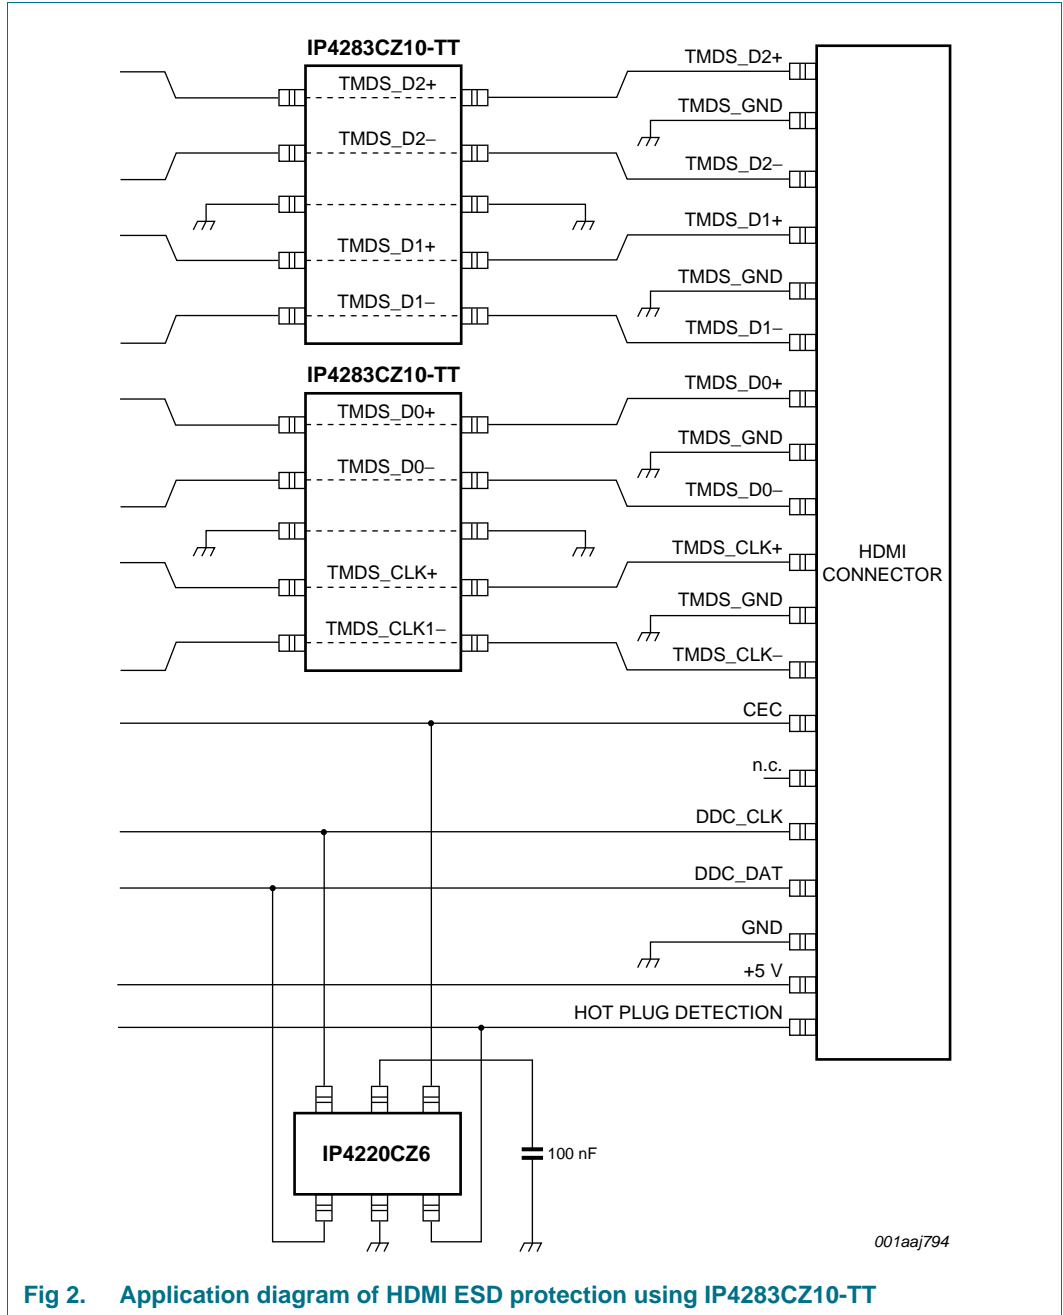 IP4283CZ10-TT
TMDS_D2+
TMDS_D2+
TMDS_GND
TMDS_D2−
TMDS_D2−
TMDS_D1+
TMDS_D1+
TMDS_GND
TMDS_D1−
TMDS_D1−
IP4283CZ10-TT
TMDS_D0+
TMDS_D0+
TMDS_GND
TMDS_D0−
TMDS_D0−
TMDS_CLK+
HDMI
CONNECTOR
TMDS_CLK+
TMDS_GND
TMDS_CLK1−
TMDS_CLK−
CEC
n.c.
DDC_CLK
DDC_DAT
GND
+5 V
HOT PLUG DETECTION
IP4220CZ6
100 nF
001aaj794
Fig 2. Application diagram of HDMI ESD protection using IP4283CZ10-TT